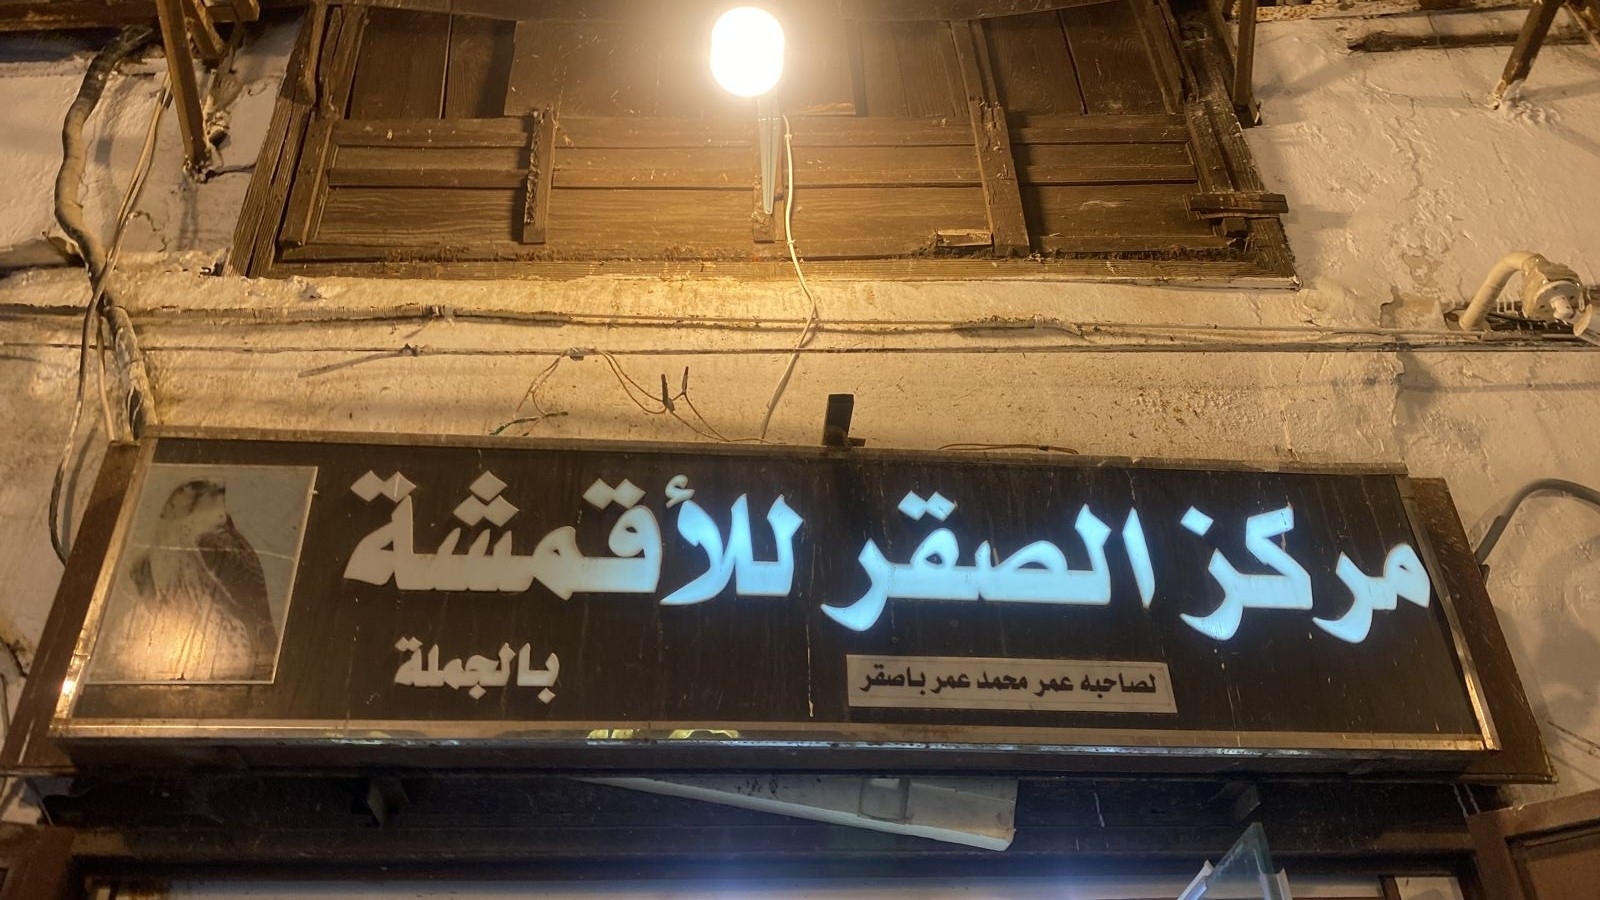 مركز الصقر للأقمشة
بالجملة
لصاحبه عمر محمد عمر باصقر